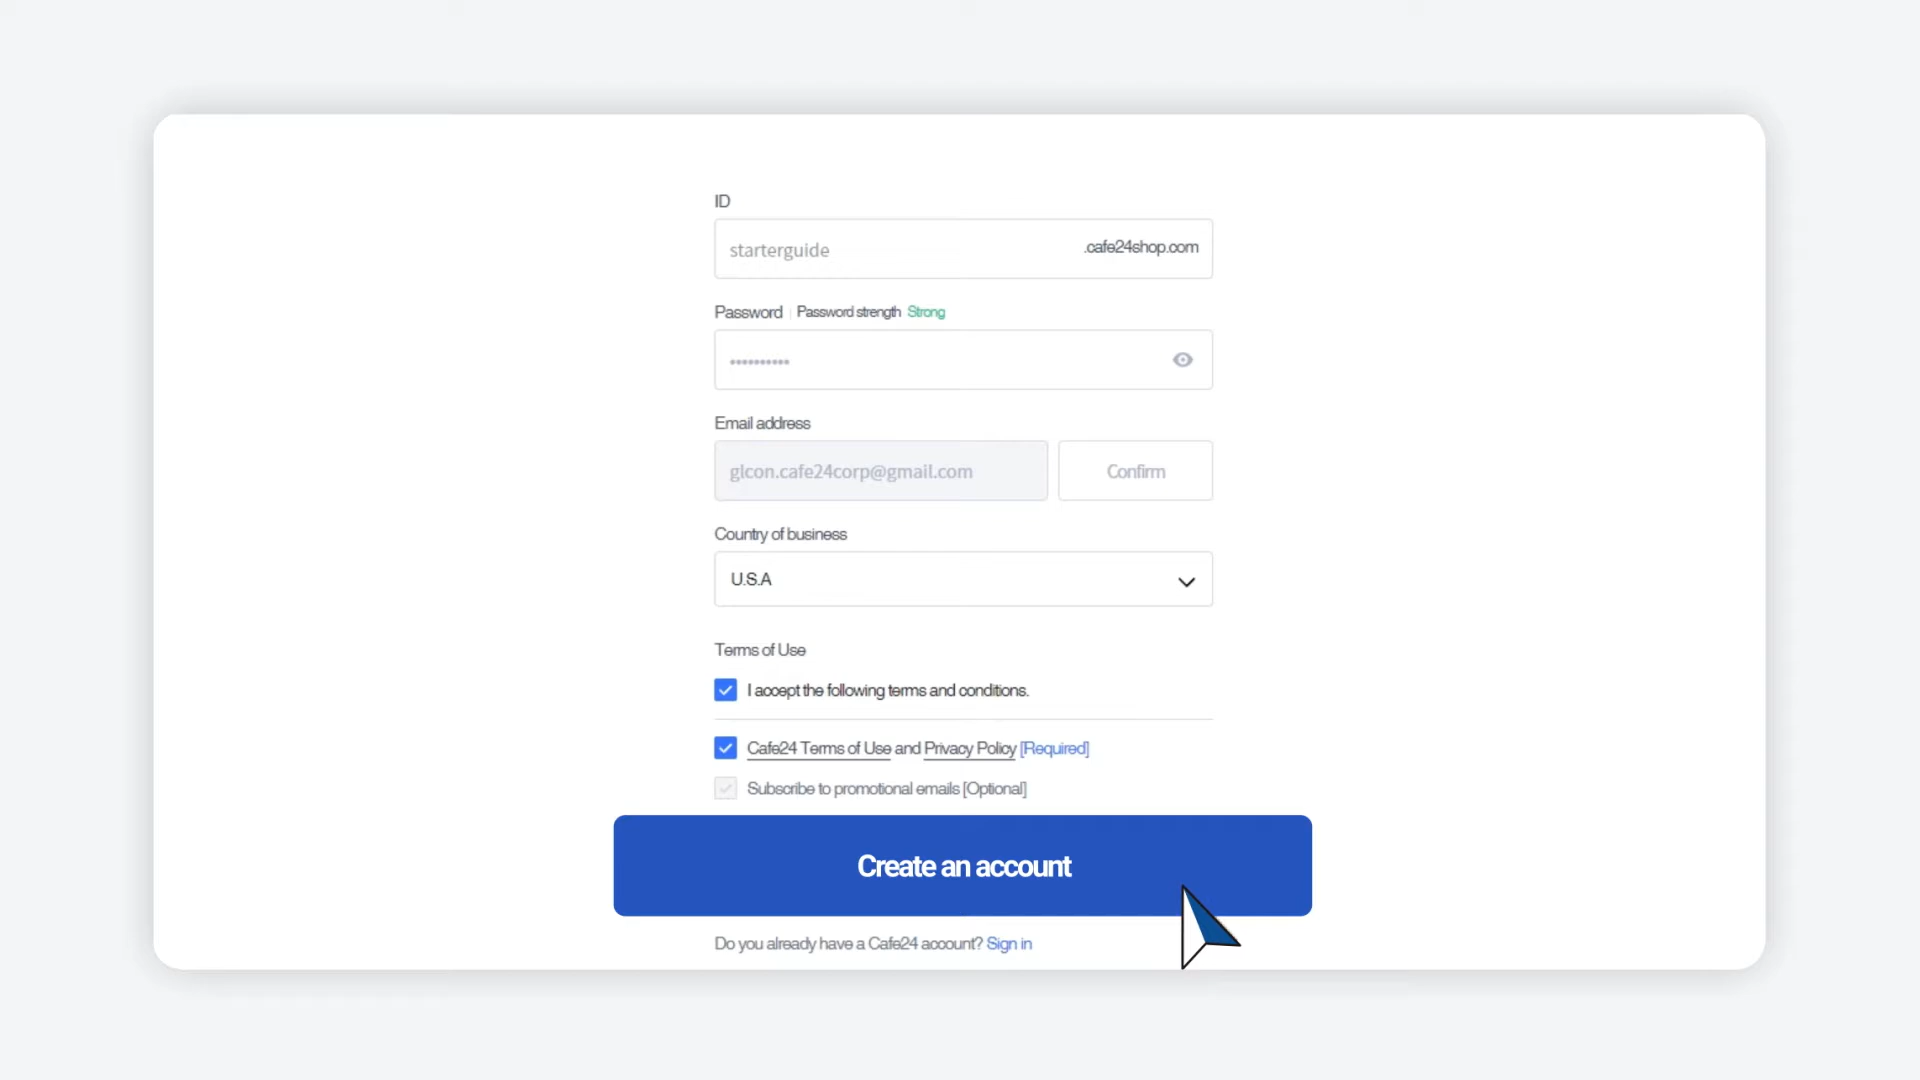 ID
starterguide .cafe24shop.com
Password | Password strength Strong
••••••••••
Email address
glcon.cafe24corp@gmail.com Confirm
Country of business
U.S.A
Terms of Use
I accept the following terms and conditions.
Cafe24 Terms of Use and Privacy Policy [Required]
Subscribe to promotional emails [Optional]
Create an account
Do you already have a Cafe24 account? Sign in